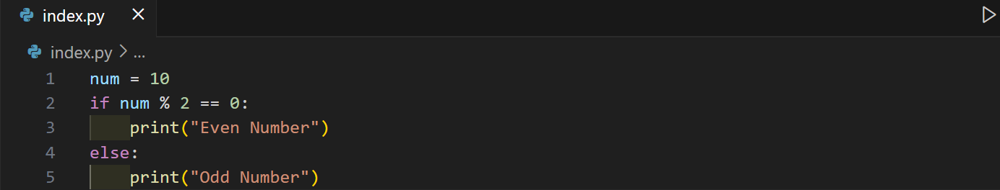 index.py
index.py > ...
1 num = 10
2 if num % 2 == 0:
3     print("Even Number")
4 else:
5     print("Odd Number")